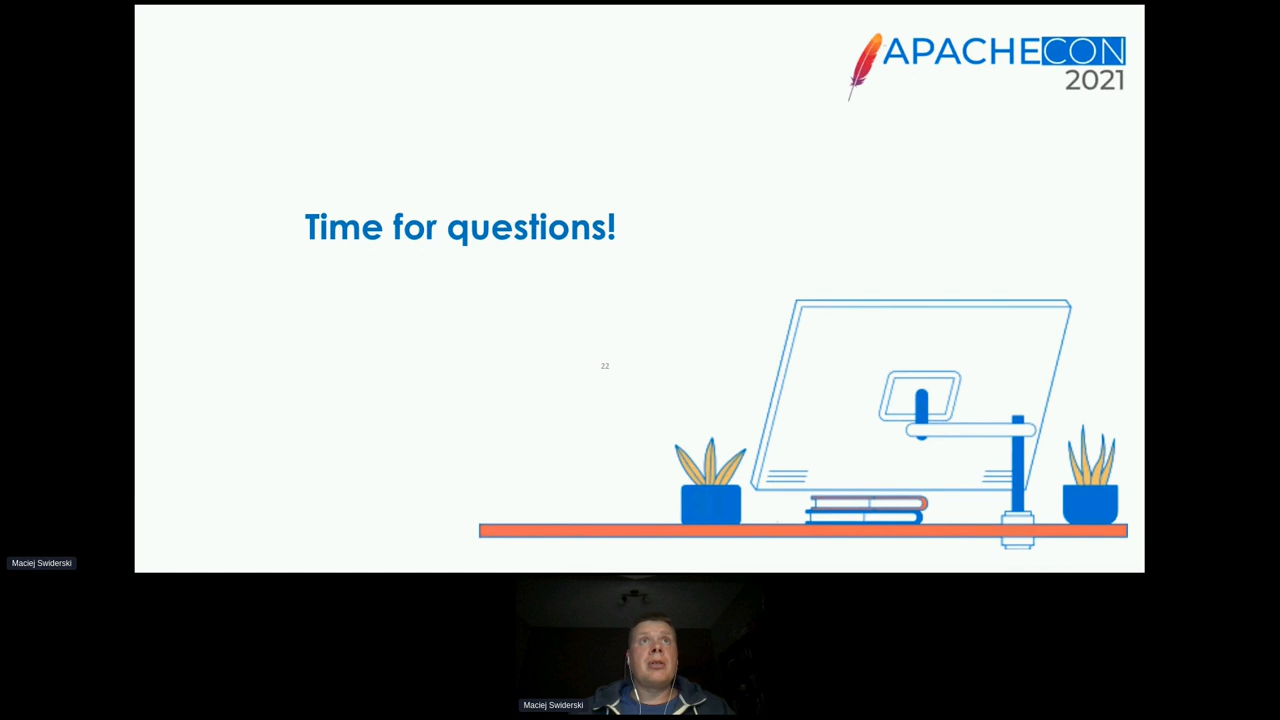 APACHECON
2021
Time for questions!
22
Maciej Swiderski
Maciej Swiderski